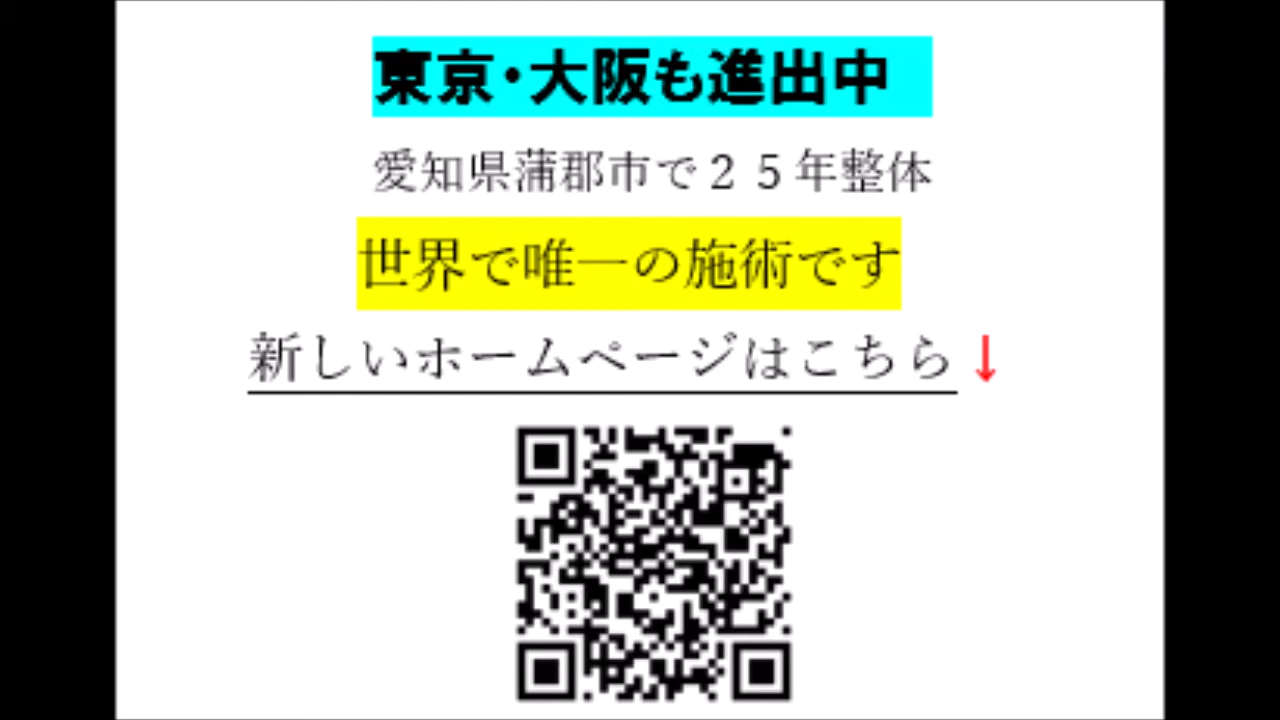 東京・大阪も進出中
愛知県蒲郡市で２５年整体
世界で唯一の施術です
新しいホームページはこちら↓